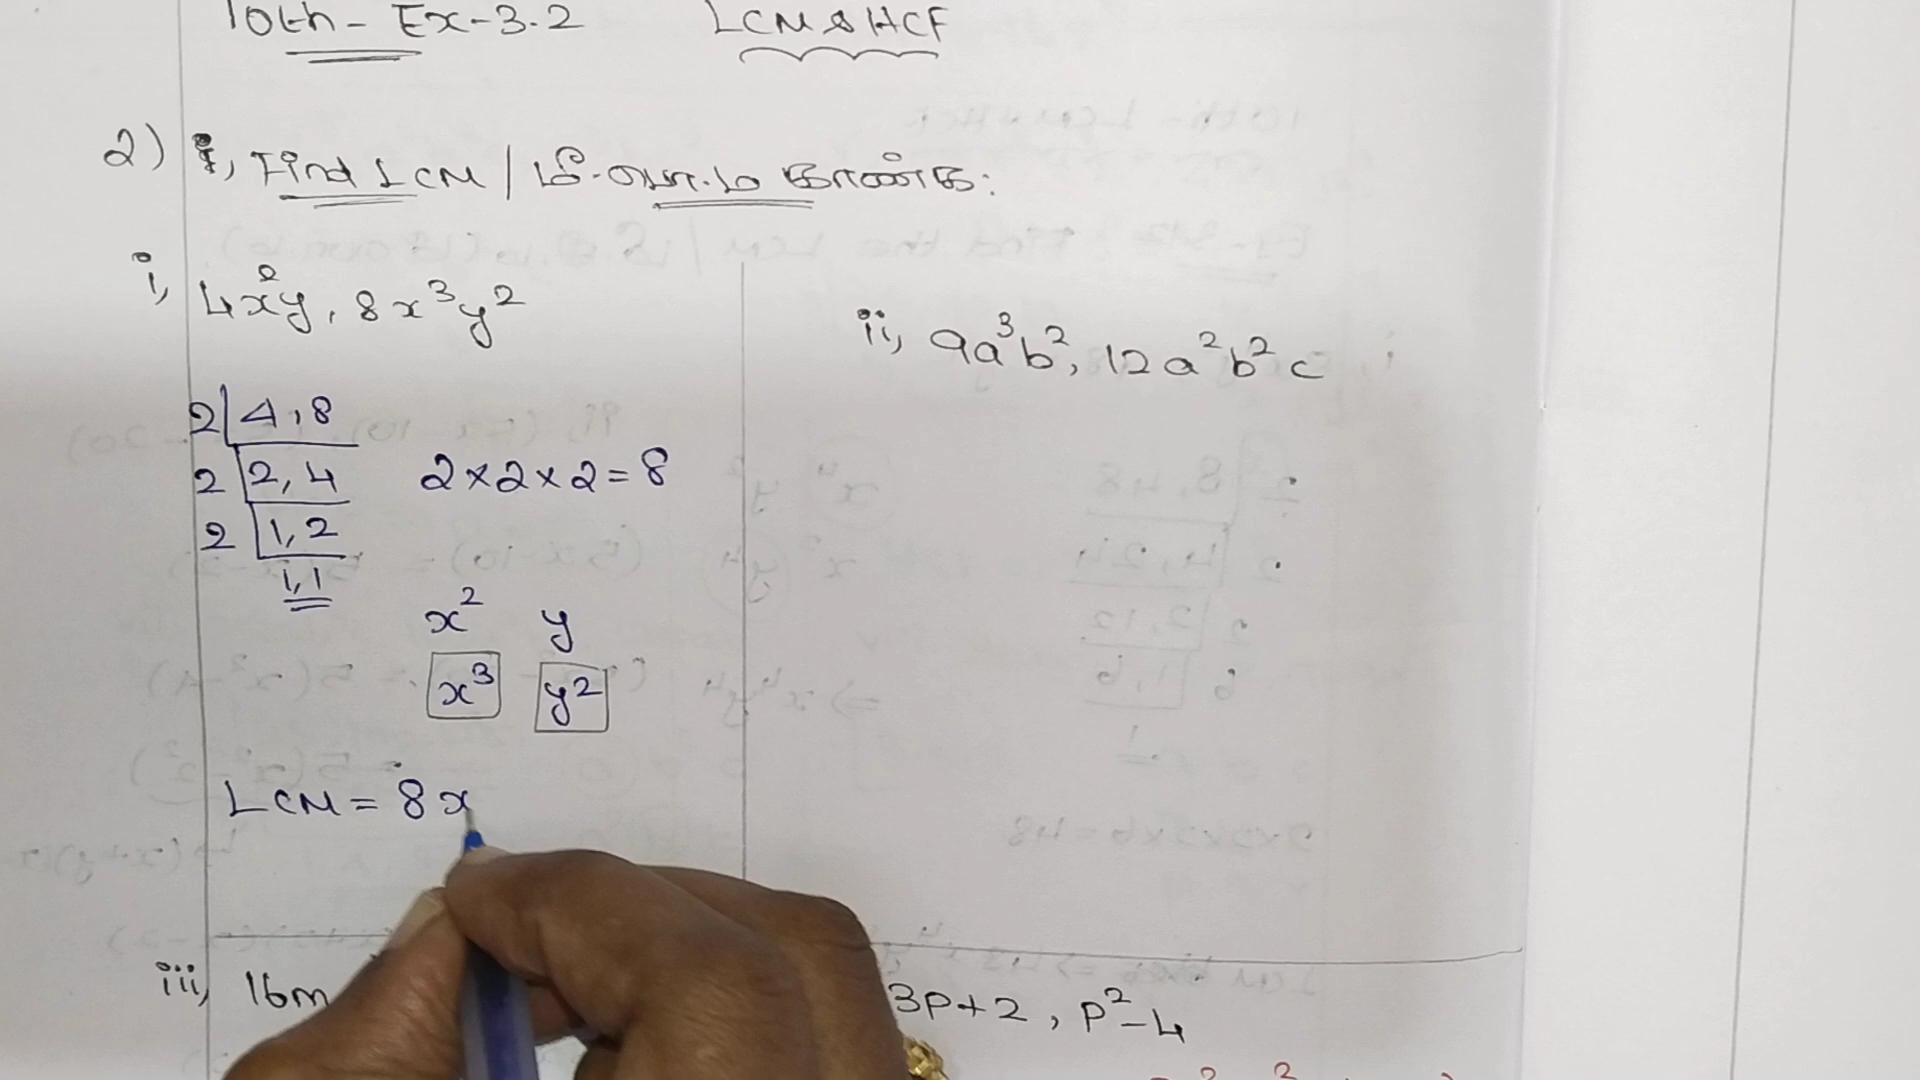 10th - Ex-3.2 LCM & HCF
2) i, Find LCM / மீ.பொ.ம காண்க:
i, 4x²y, 8x³y²
ii, 9a³b², 12a²b²c
2 | 4, 8
2 | 2, 4
2 | 1, 2
1, 1
2 × 2 × 2 = 8
x² y
x³ y²
LCM = 8x
iii, 16m
3p+2, p²-4